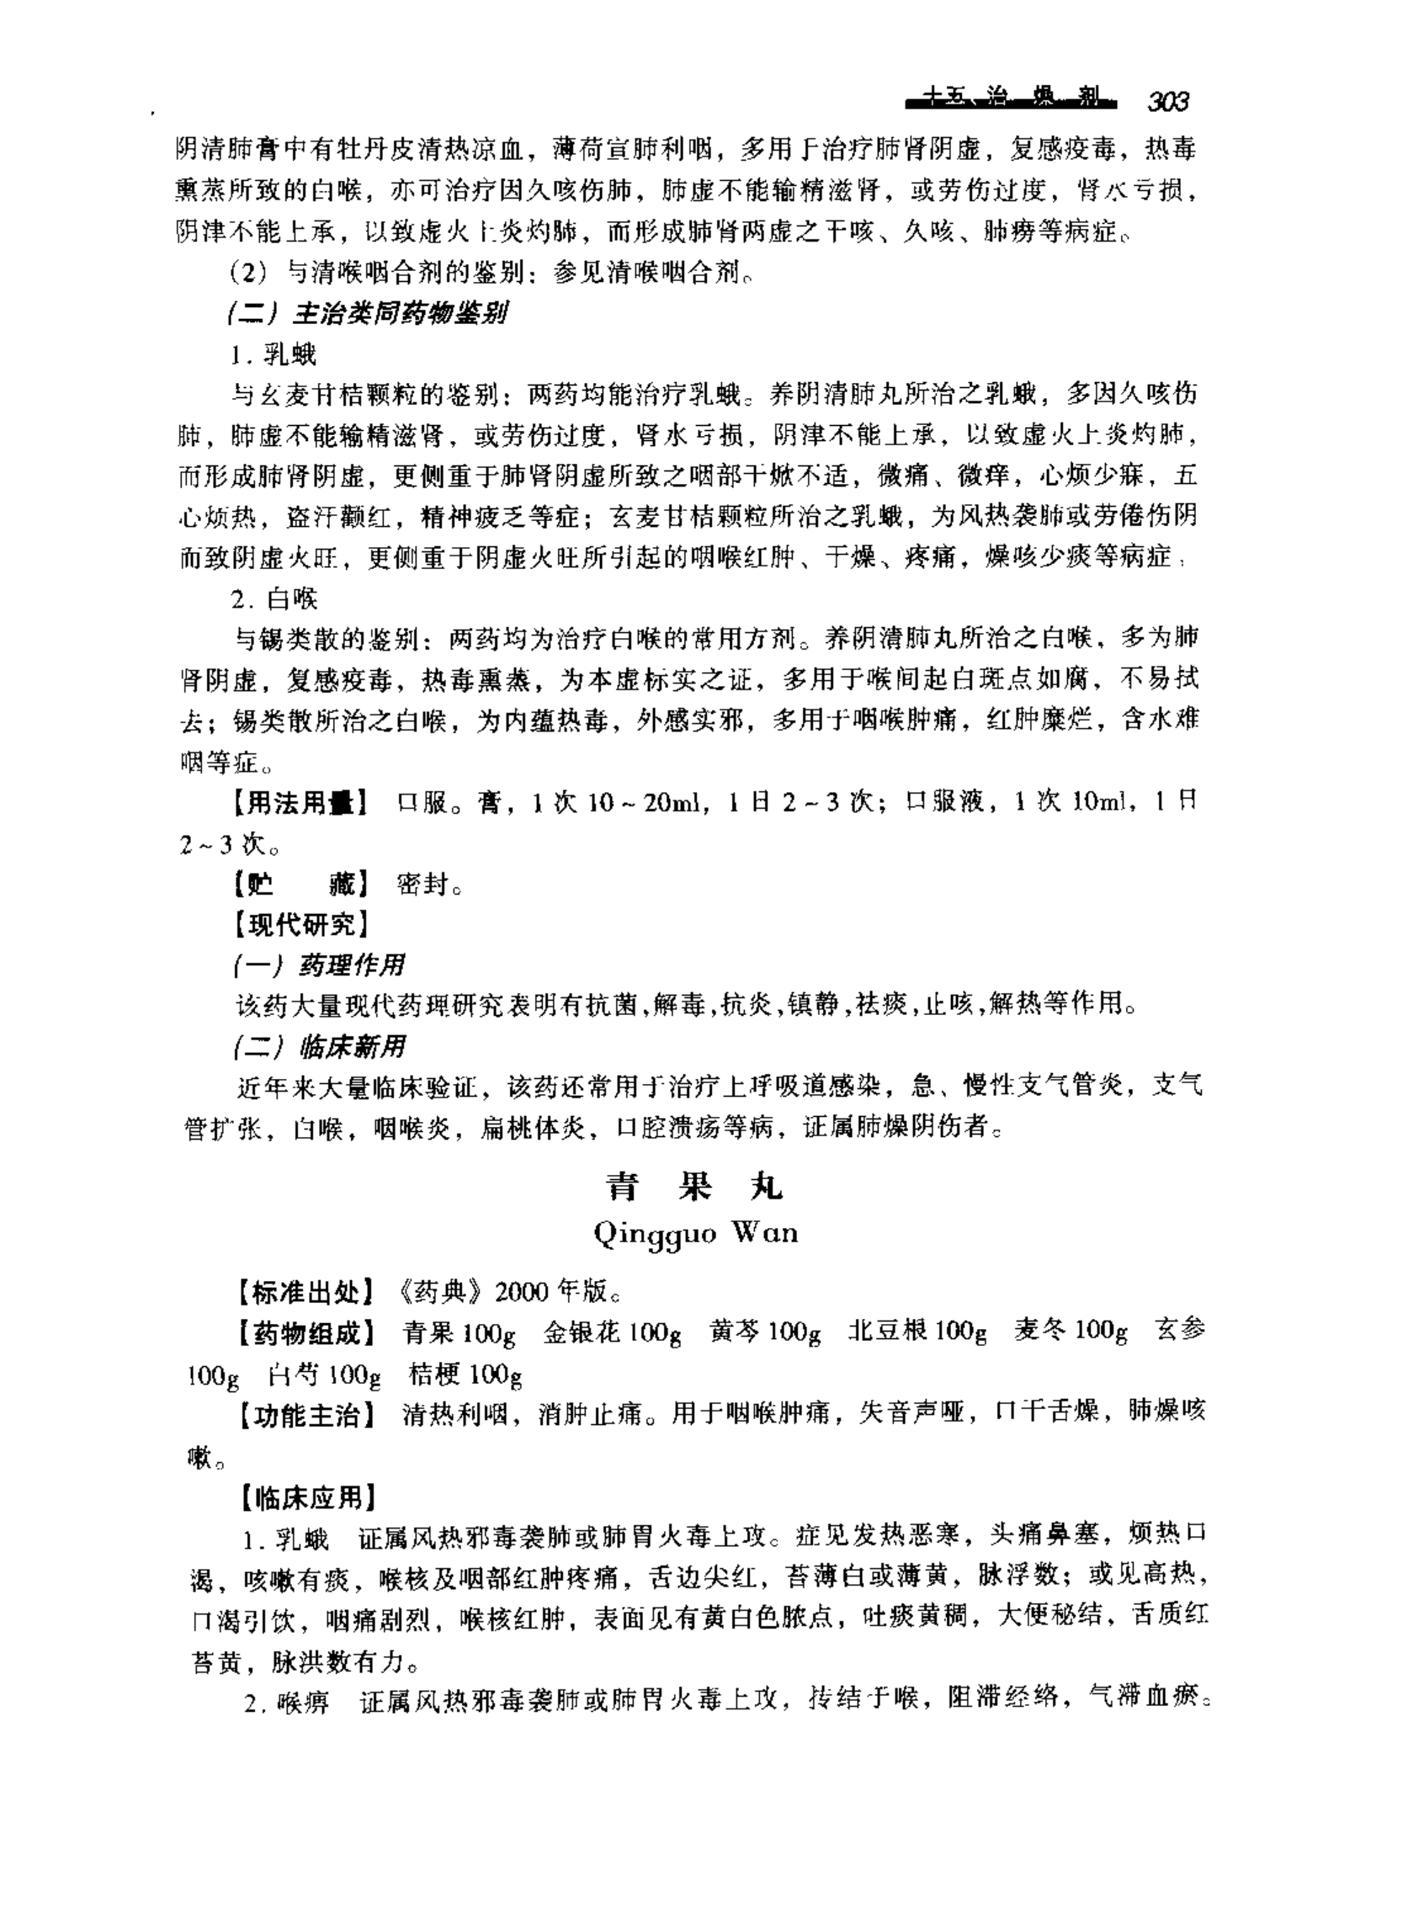 十五、治燥剂 303
阴清肺膏中有牡丹皮清热凉血，薄荷宣肺利咽，多用于治疗肺肾阴虚，复感疫毒，热毒
熏蒸所致的白喉，亦可治疗因久咳伤肺，肺虚不能输精滋肾，或劳伤过度，肾水亏损，
阴津不能上承，以致虚火上炎灼肺，而形成肺肾两虚之干咳、久咳、肺痨等病症。
（2）与清喉咽合剂的鉴别：参见清喉咽合剂。
（二）主治类同药物鉴别
1. 乳蛾
与玄麦甘桔颗粒的鉴别：两药均能治疗乳蛾。养阴清肺丸所治之乳蛾，多因久咳伤
肺，肺虚不能输精滋肾，或劳伤过度，肾水亏损，阴津不能上承，以致虚火上炎灼肺，
而形成肺肾阴虚，更侧重于肺肾阴虚所致之咽部干焮不适，微痛、微痒，心烦少寐，五
心烦热，盗汗颧红，精神疲乏等症；玄麦甘桔颗粒所治之乳蛾，为风热袭肺或劳倦伤阴
而致阴虚火旺，更侧重于阴虚火旺所引起的咽喉红肿、干燥、疼痛，燥咳少痰等病症。
2. 白喉
与锡类散的鉴别：两药均为治疗白喉的常用方剂。养阴清肺丸所治之白喉，多为肺
肾阴虚，复感疫毒，热毒熏蒸，为本虚标实之证，多用于喉间起白斑点如腐，不易拭
去；锡类散所治之白喉，为内蕴热毒，外感实邪，多用于咽喉肿痛，红肿糜烂，含水难
咽等症。
【用法用量】 口服。膏，1次10～20ml，1日2～3次；口服液，1次10ml，1日
2～3次。
【贮 藏】 密封。
【现代研究】
（一）药理作用
该药大量现代药理研究表明有抗菌,解毒,抗炎,镇静,祛痰,止咳,解热等作用。
（二）临床新用
近年来大量临床验证，该药还常用于治疗上呼吸道感染，急、慢性支气管炎，支气
管扩张，白喉，咽喉炎，扁桃体炎，口腔溃疡等病，证属肺燥阴伤者。
青 果 丸
Qingguo Wan
【标准出处】《药典》2000年版。
【药物组成】 青果100g 金银花100g 黄芩100g 北豆根100g 麦冬100g 玄参
100g 白芍100g 桔梗100g
【功能主治】 清热利咽，消肿止痛。用于咽喉肿痛，失音声哑，口干舌燥，肺燥咳
嗽。
【临床应用】
1. 乳蛾 证属风热邪毒袭肺或肺胃火毒上攻。症见发热恶寒，头痛鼻塞，烦热口
渴，咳嗽有痰，喉核及咽部红肿疼痛，舌边尖红，苔薄白或薄黄，脉浮数；或见高热，
口渴引饮，咽痛剧烈，喉核红肿，表面见有黄白色脓点，吐痰黄稠，大便秘结，舌质红
苔黄，脉洪数有力。
2. 喉痹 证属风热邪毒袭肺或肺胃火毒上攻，抟结于喉，阻滞经络，气滞血瘀。